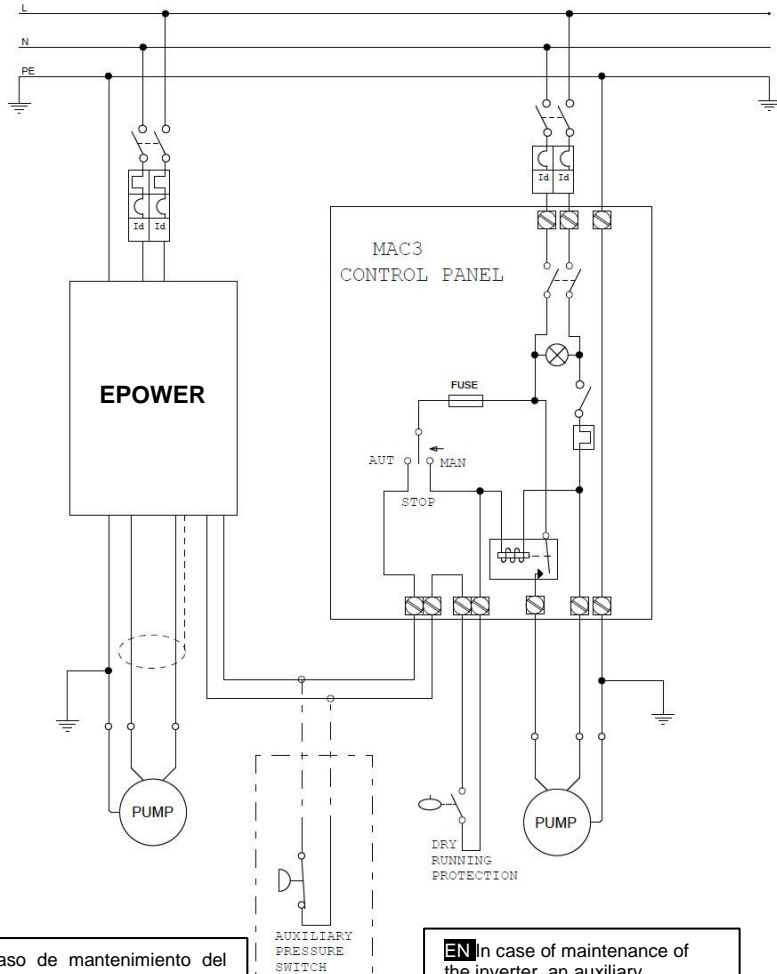 L
N
PE
Id Id
Id Id
MAC3
CONTROL PANEL
EPOWER
FUSE
AUT
MAN
STOP
PUMP
PUMP
DRY
RUNNING
PROTECTION
AUXILIARY
PRESSURE
SWITCH
aso de mantenimiento del
EN In case of maintenance of
the inverter, an auxiliary